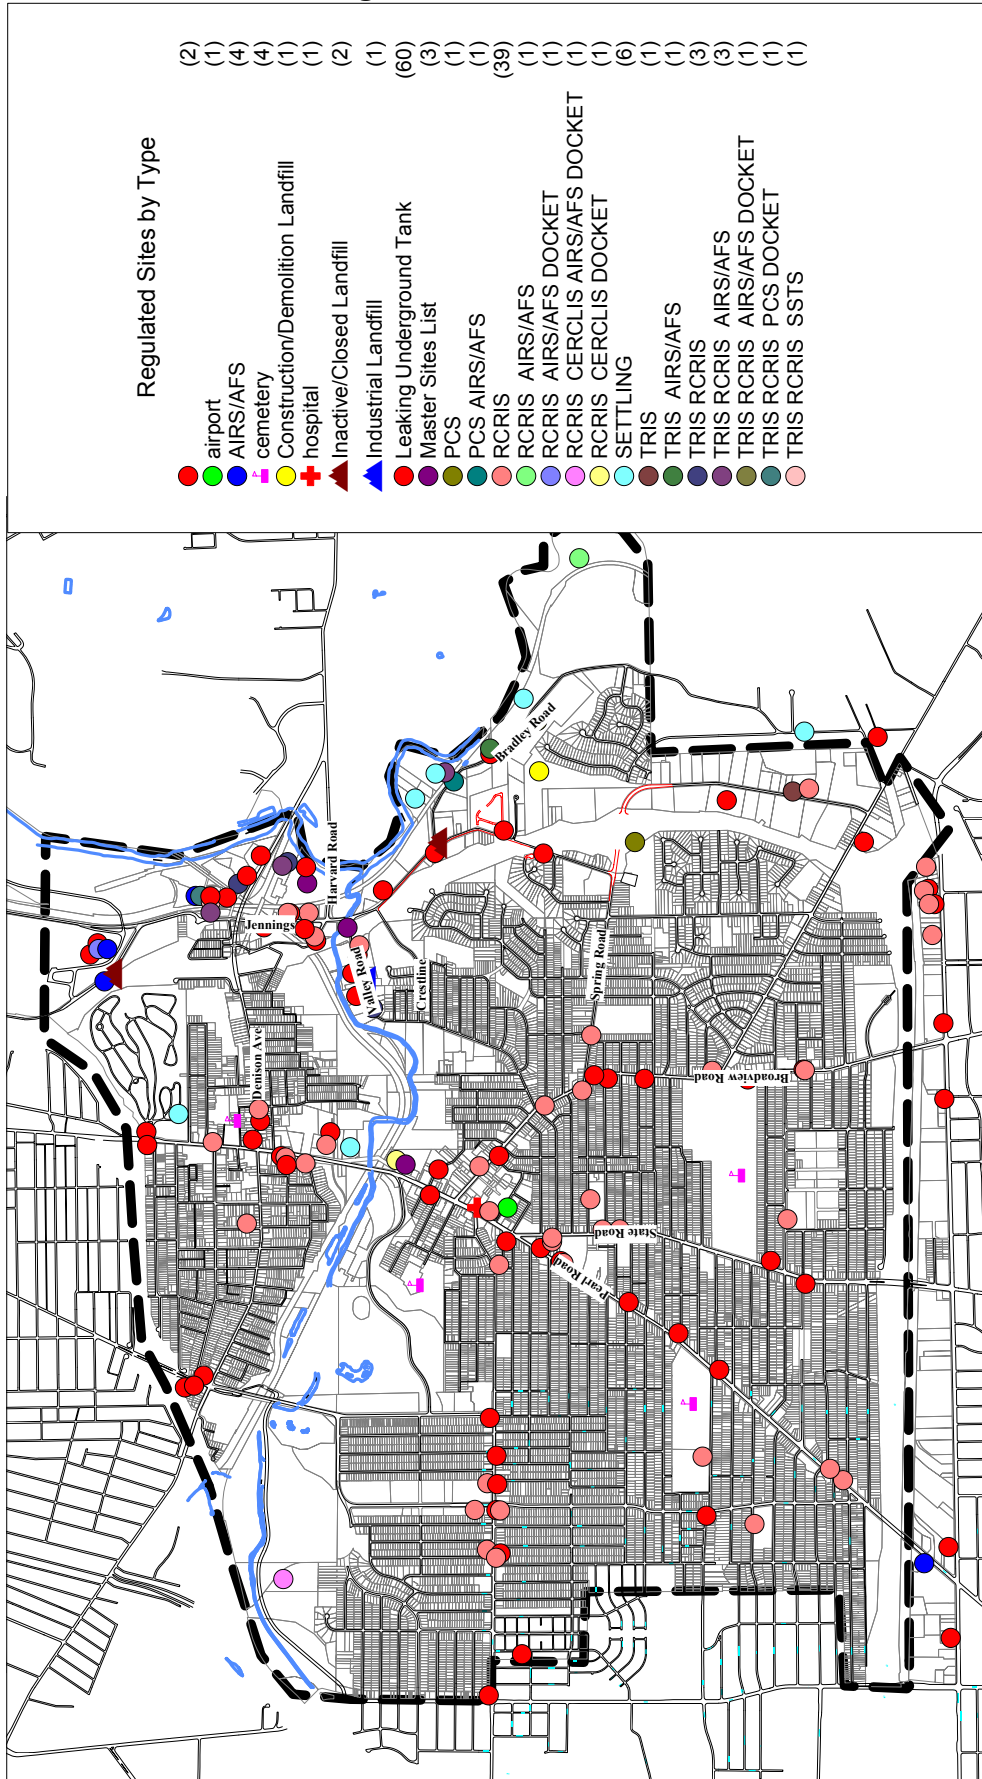 Regulated Sites by Type
(2)
airport (1)
AIRS/AFS (4)
cemetery (4)
Construction/Demolition Landfill (1)
hospital (1)
Inactive/Closed Landfill (2)
Industrial Landfill (1)
Leaking Underground Tank (60)
Master Sites List (3)
PCS (1)
PCS AIRS/AFS (1)
RCRIS (39)
RCRIS AIRS/AFS (1)
RCRIS AIRS/AFS DOCKET (1)
RCRIS CERCLIS AIRS/AFS DOCKET (1)
RCRIS CERCLIS DOCKET (1)
SETTLING (6)
TRIS (1)
TRIS AIRS/AFS (1)
TRIS RCRIS (3)
TRIS RCRIS AIRS/AFS (3)
TRIS RCRIS AIRS/AFS DOCKET (1)
TRIS RCRIS PCS DOCKET (1)
TRIS RCRIS SSTS (1)
Jennings
Harvard Road
Denison Ave
Valley Road
Crestline
Bradley Road
Spring Road
Broadview Road
State Road
Pearl Road